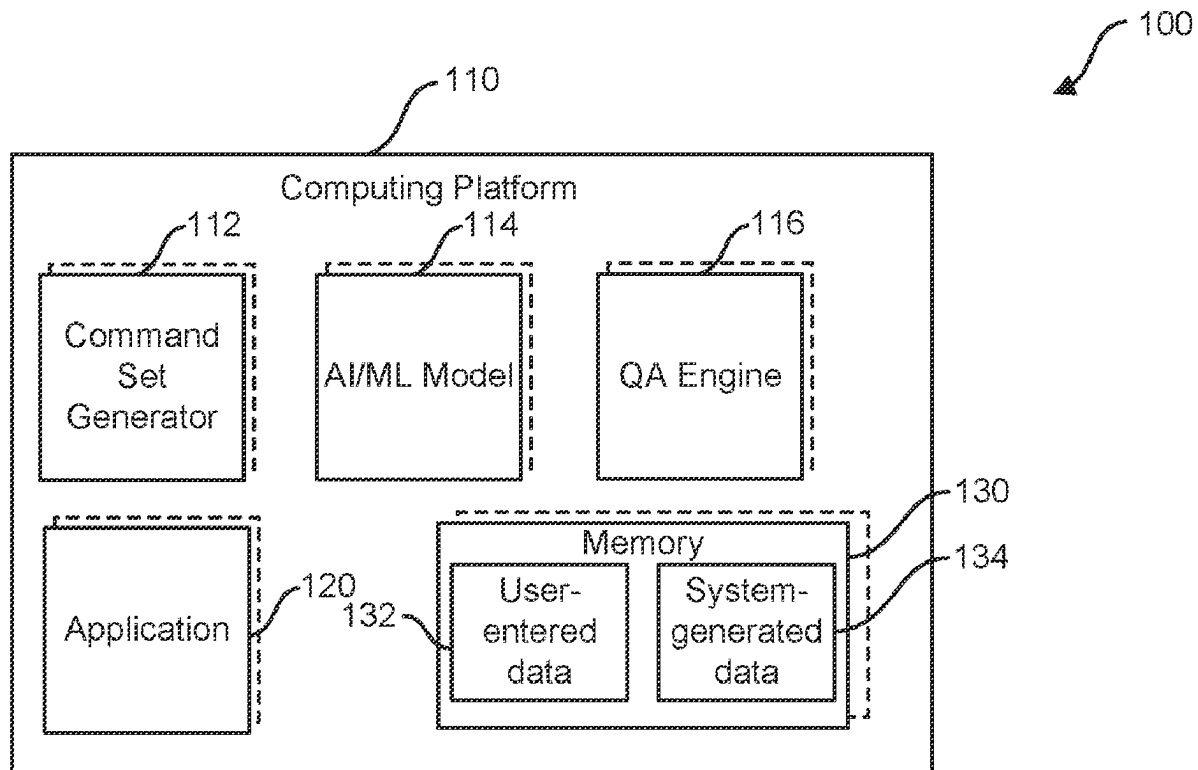 100
110
Computing Platform
112
114
116
Command
Set
Generator
AI/ML Model
QA Engine
130
Memory
134
120
132
Application
User-
entered
data
System-
generated
data